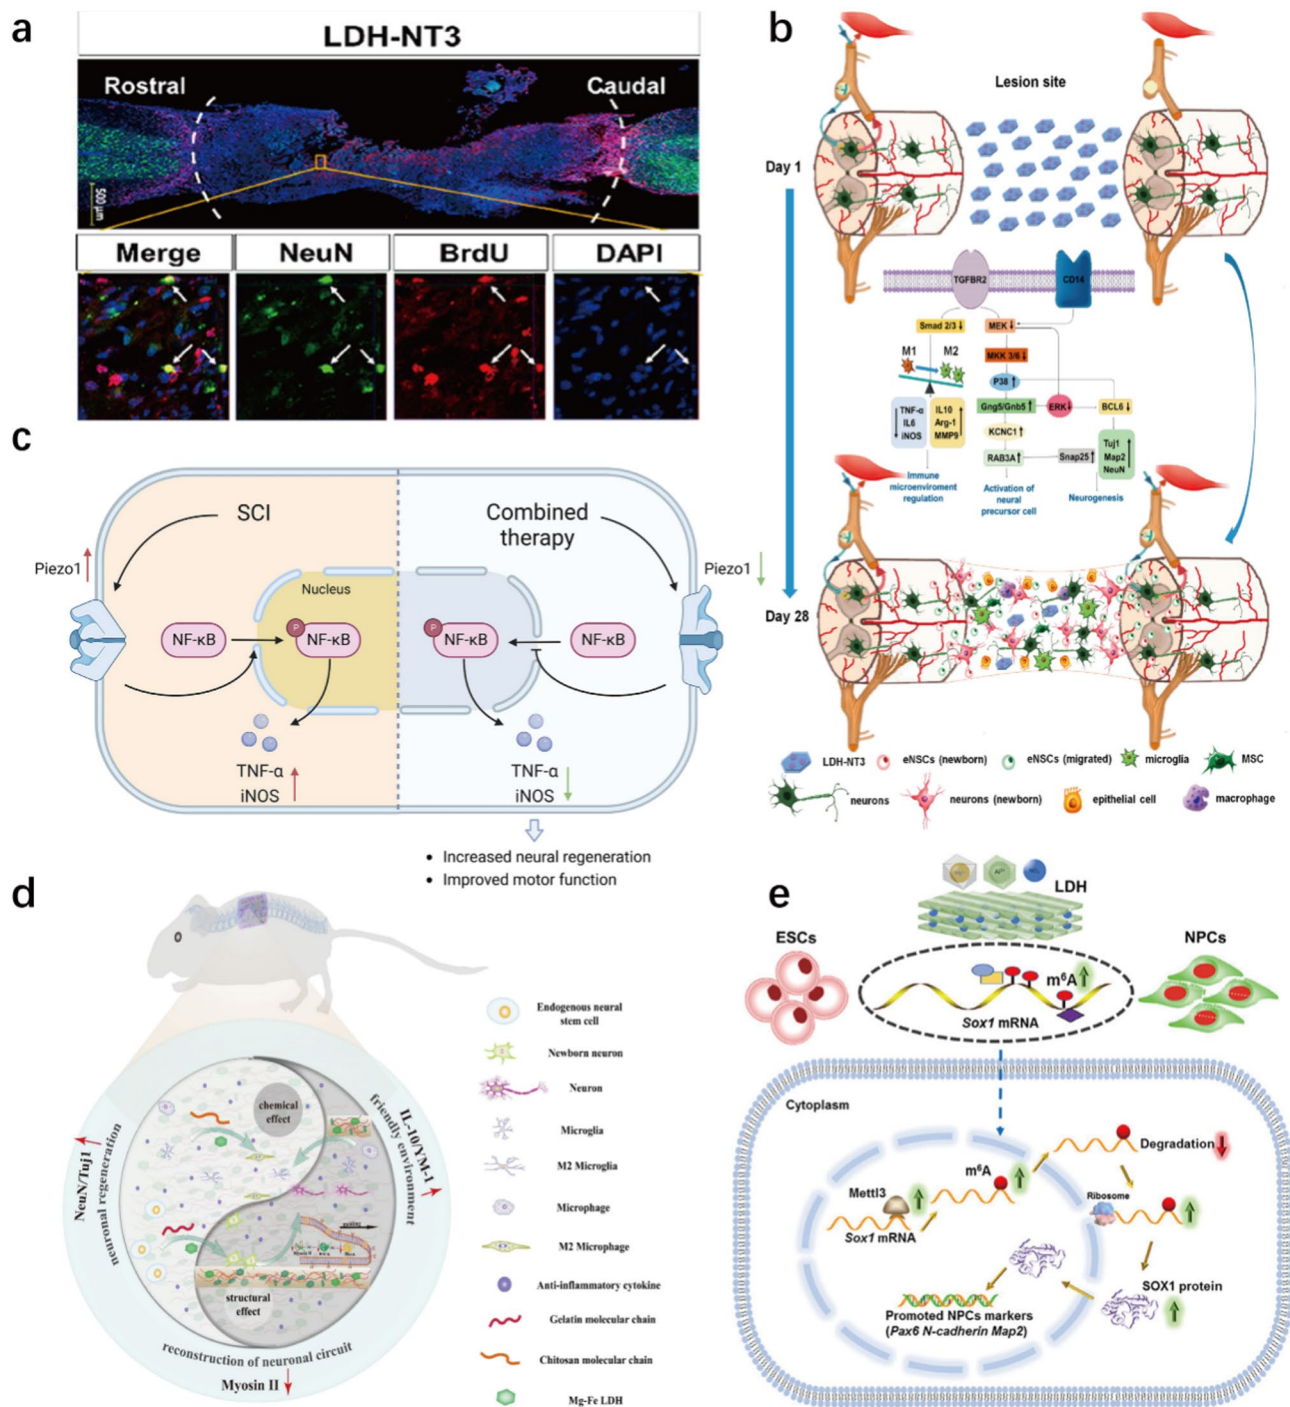 a
LDH-NT3
Rostral
Caudal
500 µm
Merge
NeuN
BrdU
DAPI
b
Lesion site
Day 1
TGFBR2
CD14
Smad 2/3
MEK
M1
M2
MKK 3/6
P38
TNF-α
IL6
iNOS
IL10
Arg-1
MMP9
Gng5/Gnb5
ERK
BCL6
KCNC1
RAB3A
Snap25
Tuj1
Map2
NeuN
Immune
microenviroment
regulation
Activation of
neural
precursor cell
Neurogenesis
Day 28
LDH-NT3
eNSCs (newborn)
eNSCs (migrated)
microglia
MSC
neurons
neurons (newborn)
epithelial cell
macrophage
c
SCI
Combined
therapy
Piezo1
Piezo1
Nucleus
NF-κB
P
NF-κB
P
NF-κB
NF-κB
TNF-α
iNOS
TNF-α
iNOS
• Increased neural regeneration
• Improved motor function
d
chemical
effect
structural
effect
NeuN/Tuj1
neuronal regeneration
IL-10/YM-1
friendly environment
reconstruction of neuronal circuit
Myosin II
Endogenous neural
stem cell
Newborn neuron
Neuron
Microglia
M2 Microglia
Microphage
M2 Microphage
Anti-inflammatory cytokine
Gelatin molecular chain
Chitosan molecular chain
Mg-Fe LDH
e
LDH
ESCs
NPCs
m⁶A
Sox1 mRNA
Cytoplasm
Mettl3
Sox1 mRNA
m⁶A
Degradation
Ribosome
SOX1 protein
Promoted NPCs markers
(Pax6 N-cadherin Map2)